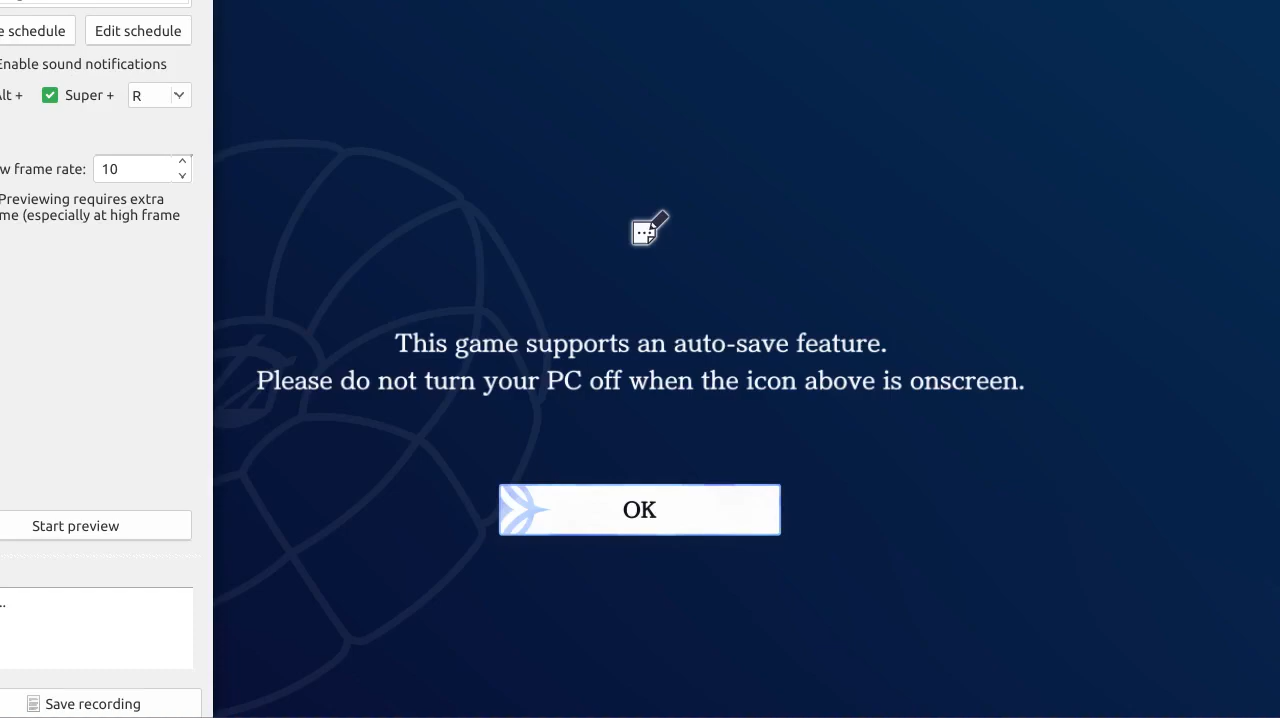 e schedule
Edit schedule
Enable sound notifications
Alt +
Super +
R
w frame rate:
10
Previewing requires extra
me (especially at high frame
Start preview
..
Save recording
This game supports an auto-save feature.
Please do not turn your PC off when the icon above is onscreen.
OK